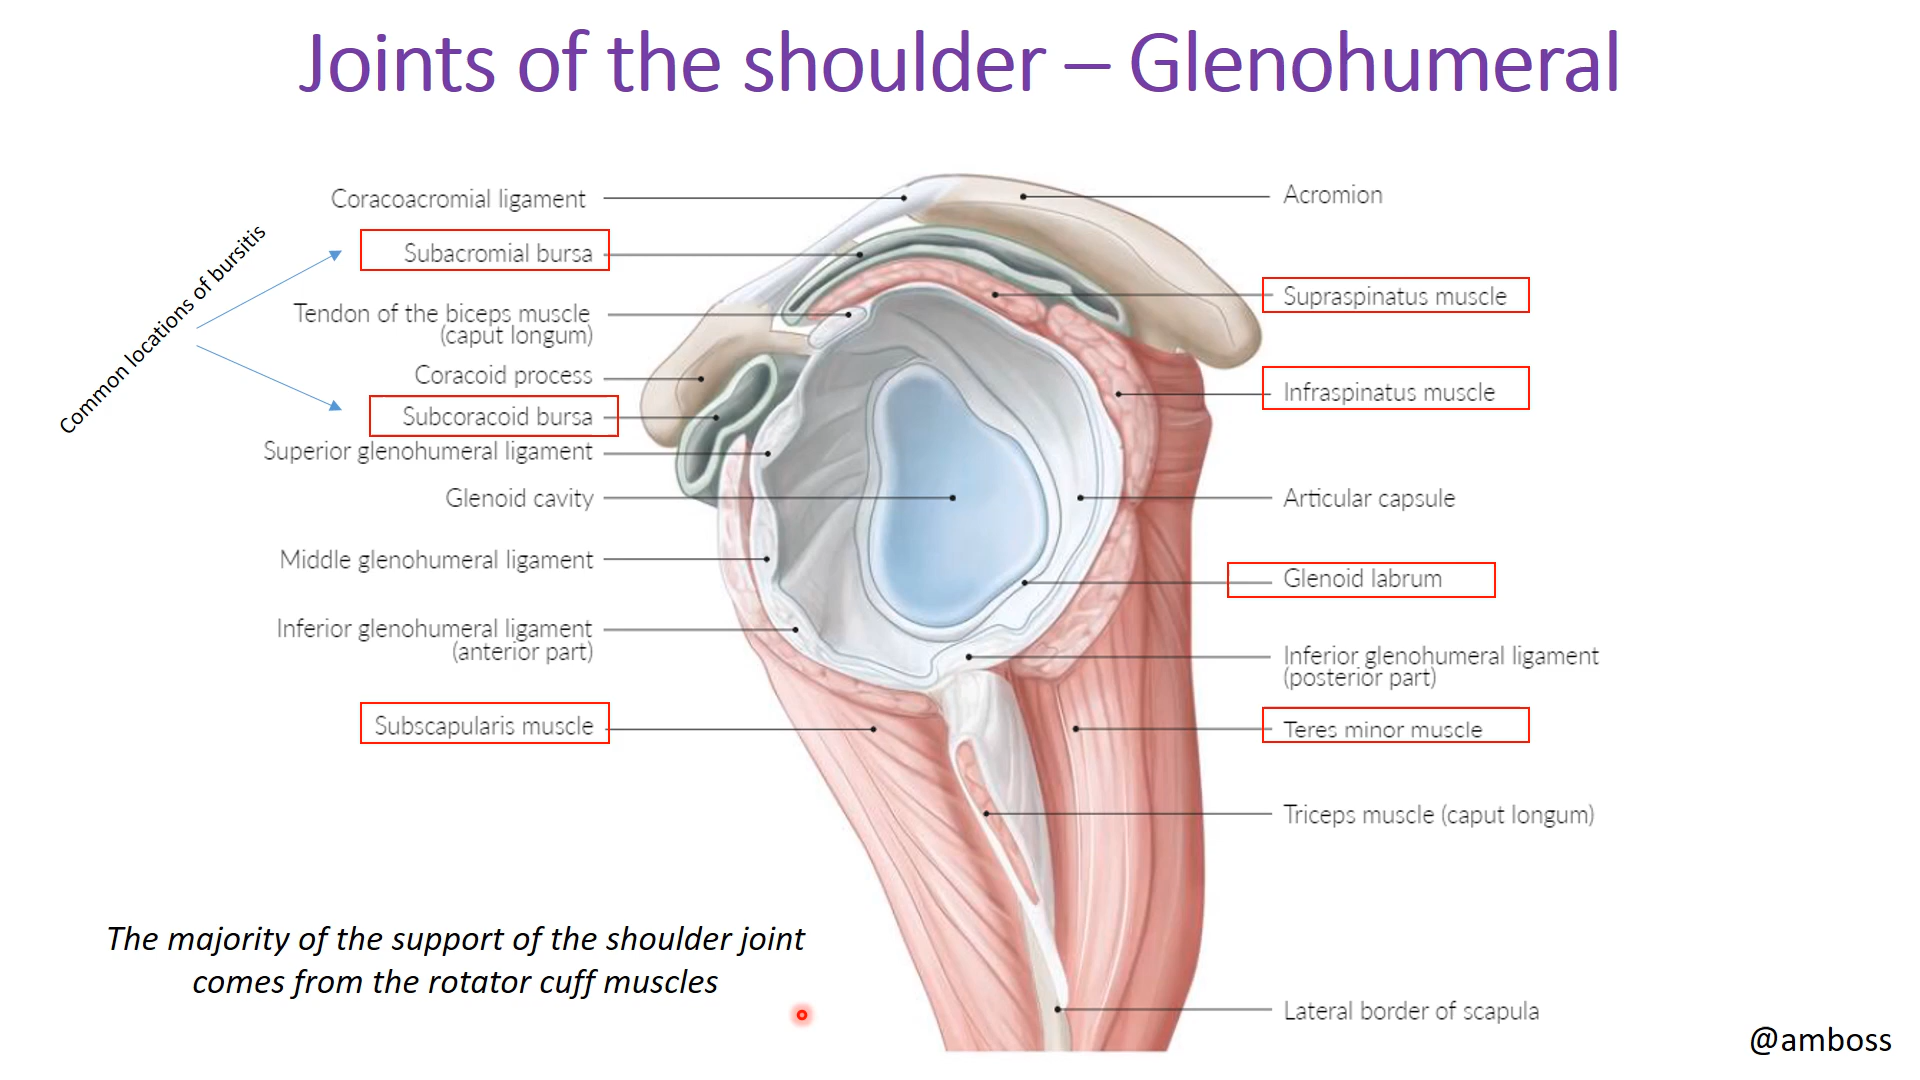 Joints of the shoulder – Glenohumeral
Common locations of bursitis
Coracoacromial ligament
Subacromial bursa
Tendon of the biceps muscle
(caput longum)
Coracoid process
Subcoracoid bursa
Superior glenohumeral ligament
Glenoid cavity
Middle glenohumeral ligament
Inferior glenohumeral ligament
(anterior part)
Subscapularis muscle
Acromion
Supraspinatus muscle
Infraspinatus muscle
Articular capsule
Glenoid labrum
Inferior glenohumeral ligament
(posterior part)
Teres minor muscle
Triceps muscle (caput longum)
Lateral border of scapula
The majority of the support of the shoulder joint
comes from the rotator cuff muscles
@amboss